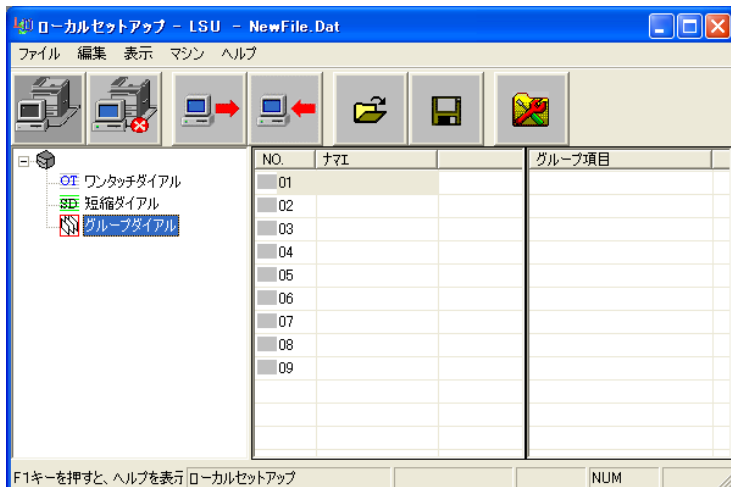 ローカルセットアップ - LSU - NewFile.Dat
ファイル 編集 表示 マシン ヘルプ
OT ワンタッチダイアル
SD 短縮ダイアル
グループダイアル
NO. ナマエ
01
02
03
04
05
06
07
08
09
グループ項目
F1キーを押すと、ヘルプを表示 ローカルセットアップ NUM